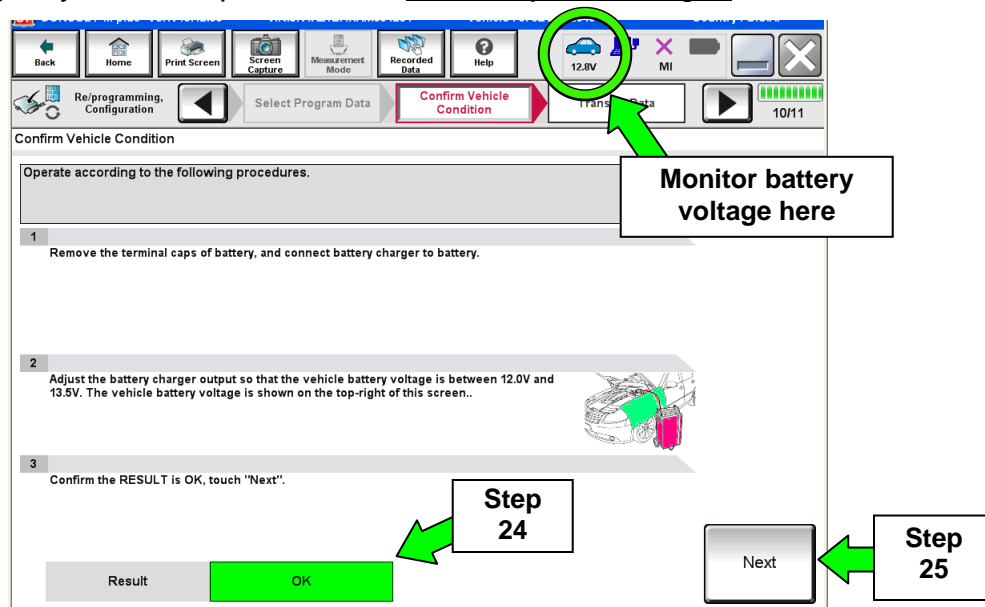 Back
Home
Print Screen
Screen Capture
Measurement Mode
Recorded Data
Help
12.8V
MI
Re/programming, Configuration
Select Program Data
Confirm Vehicle Condition
10/11
Confirm Vehicle Condition
Operate according to the following procedures.
Monitor battery
voltage here
1
Remove the terminal caps of battery, and connect battery charger to battery.
2
Adjust the battery charger output so that the vehicle battery voltage is between 12.0V and
13.5V. The vehicle battery voltage is shown on the top-right of this screen..
3
Confirm the RESULT is OK, touch "Next".
Step
24
Result
OK
Next
Step
25